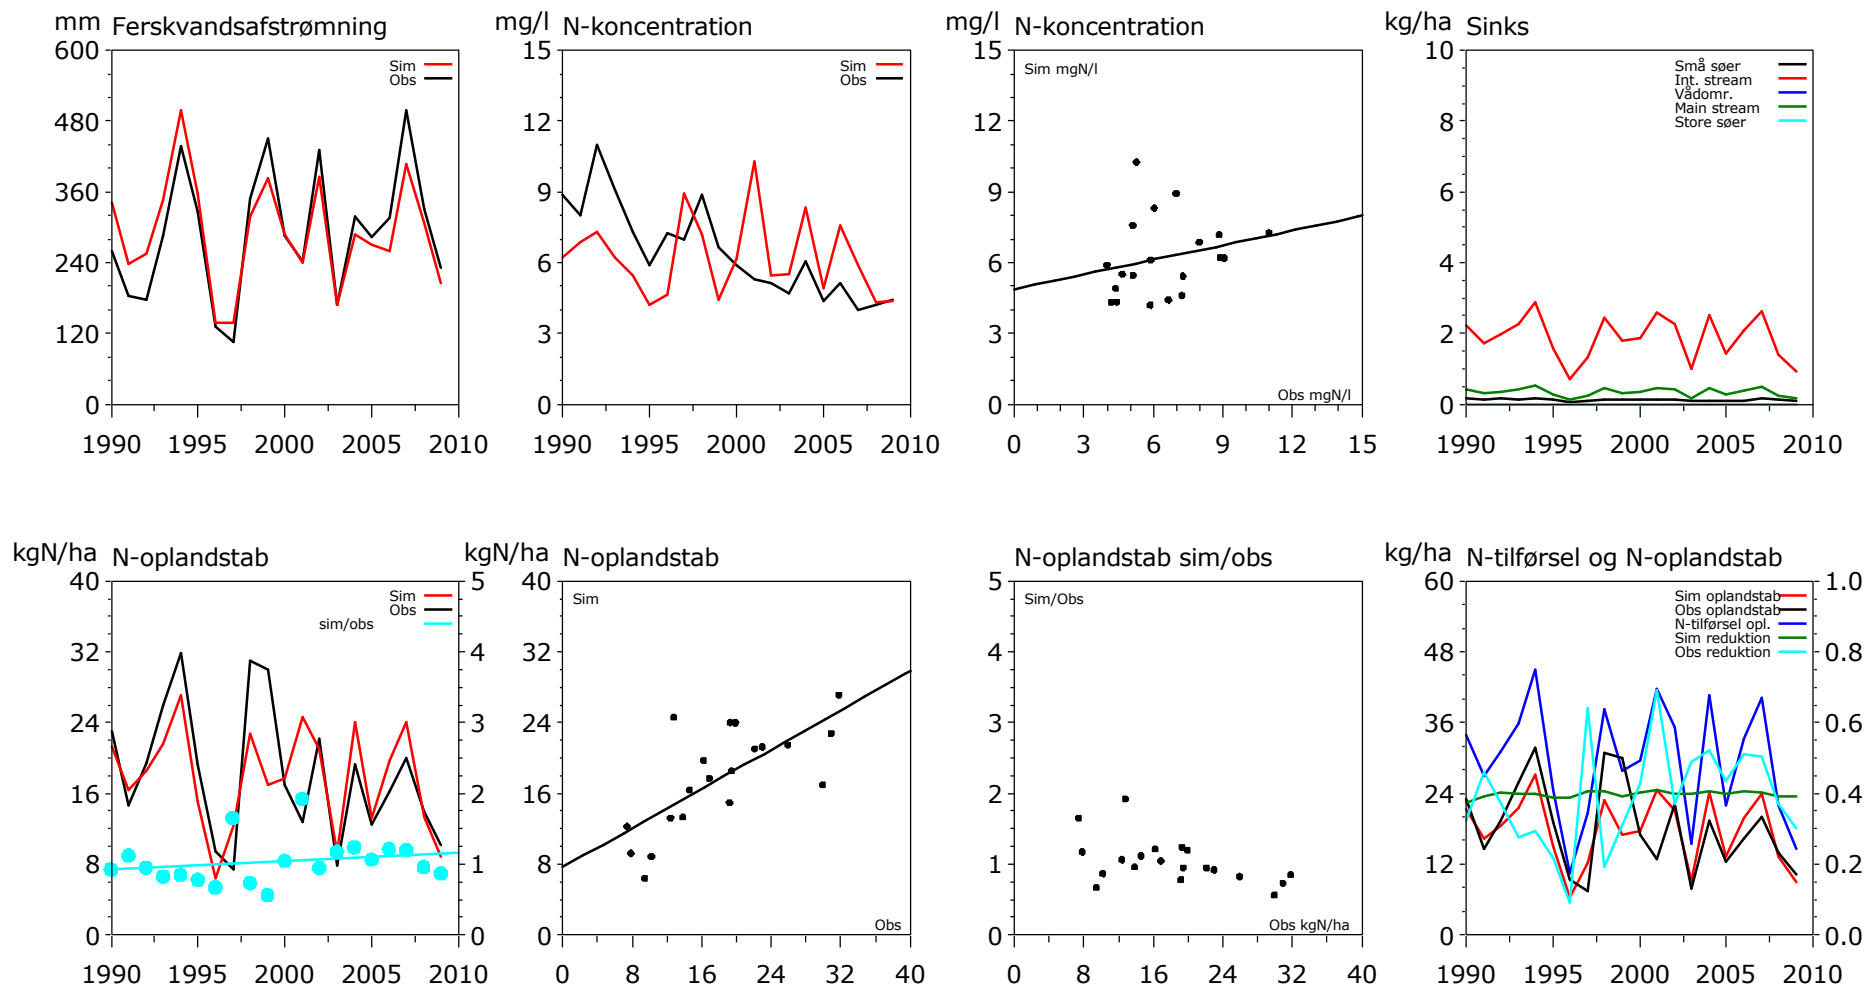 mm Ferskvandsafstrømning
600
480
360
240
120
0
Sim
Obs
1990 1995 2000 2005 2010
mg/l N-koncentration
15
12
9
6
3
0
Sim
Obs
1990 1995 2000 2005 2010
mg/l N-koncentration
15
12
9
6
3
0
Sim mgN/l
Obs mgN/l
0 3 6 9 12 15
kg/ha Sinks
10
8
6
4
2
0
Små søer
Int. stream
Vådomr.
Main stream
Store søer
1990 1995 2000 2005 2010
kgN/ha N-oplandstab
40
32
24
16
8
0
Sim
Obs
sim/obs
5
4
3
2
1
0
1990 1995 2000 2005 2010
kgN/ha N-oplandstab
40
32
24
16
8
0
Sim
Obs
0 8 16 24 32 40
N-oplandstab sim/obs
5
4
3
2
1
0
Sim/Obs
Obs kgN/ha
0 8 16 24 32 40
kg/ha N-tilførsel og N-oplandstab
60
48
36
24
12
0
Sim oplandstab
Obs oplandstab
N-tilførsel opl.
Sim reduktion
Obs reduktion
1.0
0.8
0.6
0.4
0.2
0.0
1990 1995 2000 2005 2010